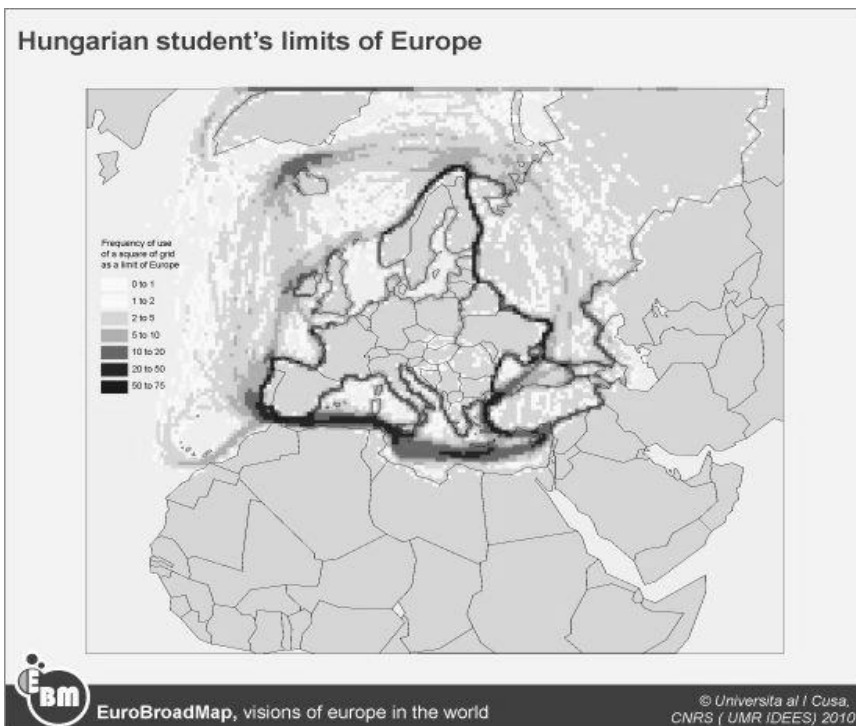 Hungarian student's limits of Europe
Frequency of use
of a square of grid
as a limit of Europe
0 to 1
1 to 2
2 to 5
5 to 10
10 to 20
20 to 50
50 to 75
EBM
EuroBroadMap, visions of europe in the world
© Universita al I Cusa,
CNRS ( UMR IDEES) 2010